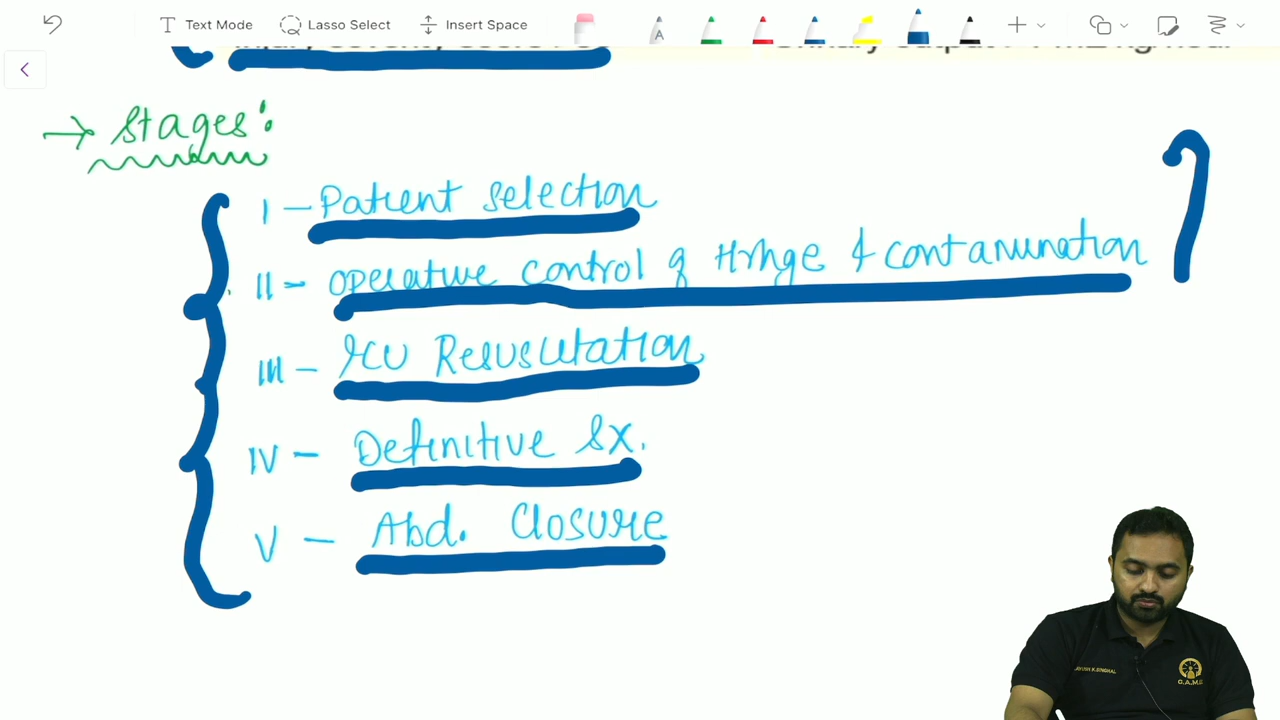 Text Mode Lasso Select Insert Space
→ Stages:
I - Patient selection
II - Operative control of Hrhge & contamination
III - ICU Resuscitation
IV - Definitive Sx.
V - Abd. Closure
C.A.M.S